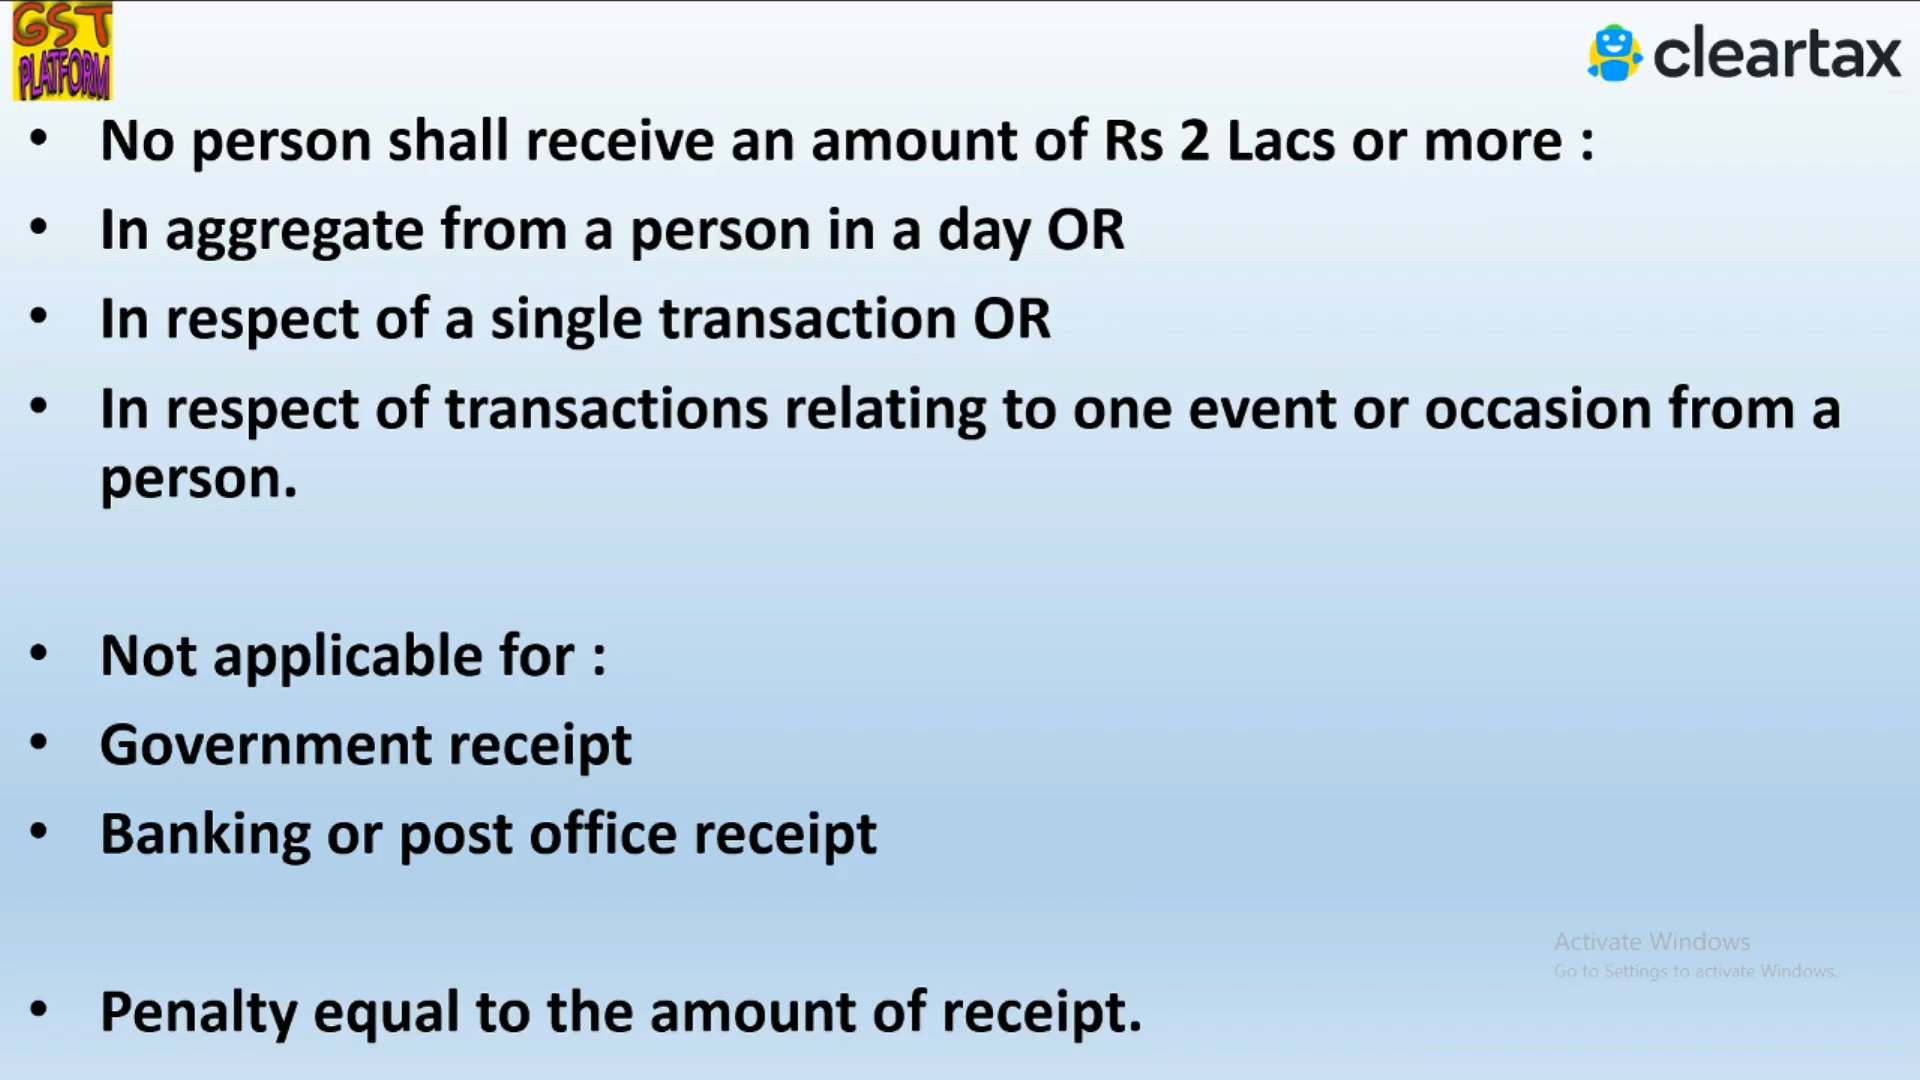 GST
PLATFORM
cleartax
• No person shall receive an amount of Rs 2 Lacs or more :
• In aggregate from a person in a day OR
• In respect of a single transaction OR
• In respect of transactions relating to one event or occasion from a
person.
• Not applicable for :
• Government receipt
• Banking or post office receipt
Activate Windows
Go to Settings to activate Windows.
• Penalty equal to the amount of receipt.